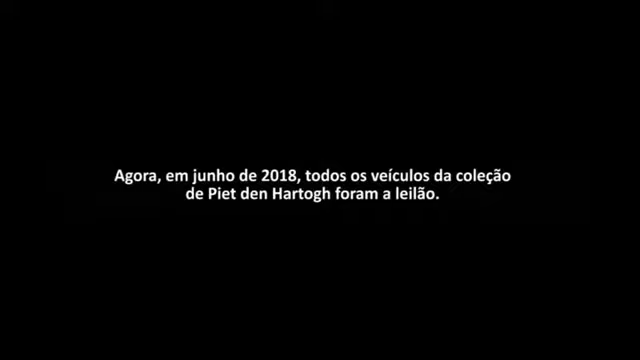 Agora, em junho de 2018, todos os veículos da coleção
de Piet den Hartogh foram a leilão.